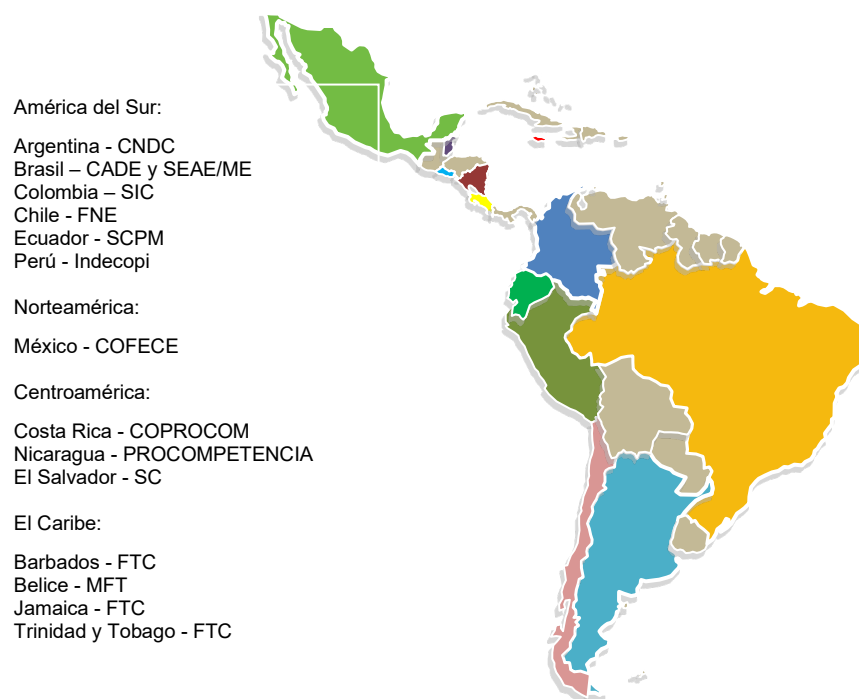 América del Sur:
Argentina - CNDC
Brasil – CADE y SEAE/ME
Colombia – SIC
Chile - FNE
Ecuador - SCPM
Perú - Indecopi
Norteamérica:
México - COFECE
Centroamérica:
Costa Rica - COPROCOM
Nicaragua - PROCOMPETENCIA
El Salvador - SC
El Caribe:
Barbados - FTC
Belice - MFT
Jamaica - FTC
Trinidad y Tobago - FTC